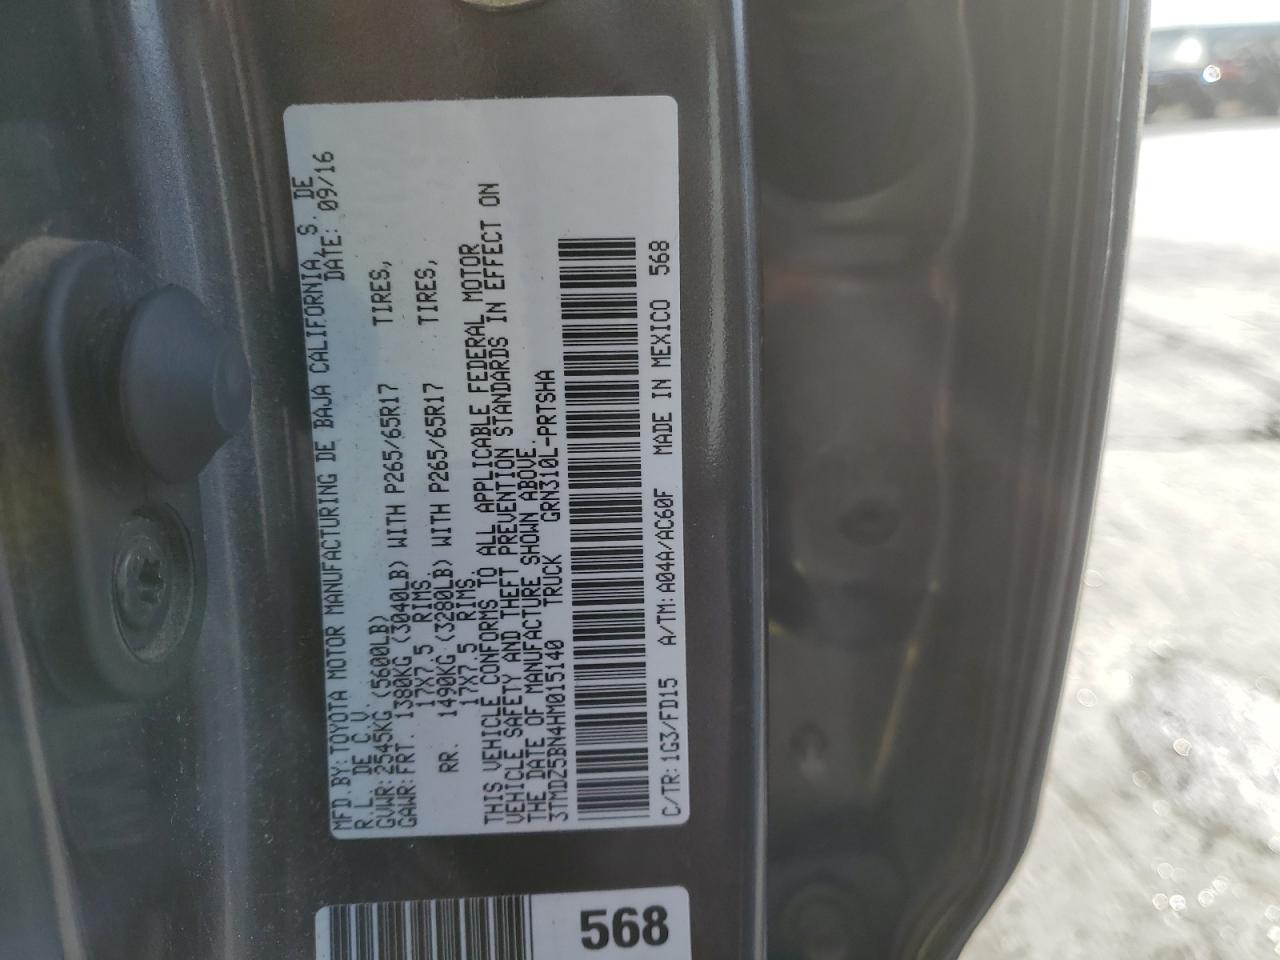 MFD.BY:TOYOTA MOTOR MANUFACTURING DE BAJA CALIFORNIA, S. DE
R.L. DE C.V. DATE: 09/16
GVWR:2545KG (5600LB)
GAWR:FRT. 1380KG (3040LB) WITH P265/65R17 TIRES,
17X7.5 RIMS.
RR. 1490KG (3280LB) WITH P265/65R17 TIRES,
17X7.5 RIMS.
THIS VEHICLE CONFORMS TO ALL APPLICABLE FEDERAL MOTOR
VEHICLE SAFETY AND THEFT PREVENTION STANDARDS IN EFFECT ON
THE DATE OF MANUFACTURE SHOWN ABOVE.
3TMDZ5BN4HM015140 TRUCK GRN310L-PRTSHA
C/TR:1G3/FD15 A/TM:A04A/AC60F MADE IN MEXICO 568
568